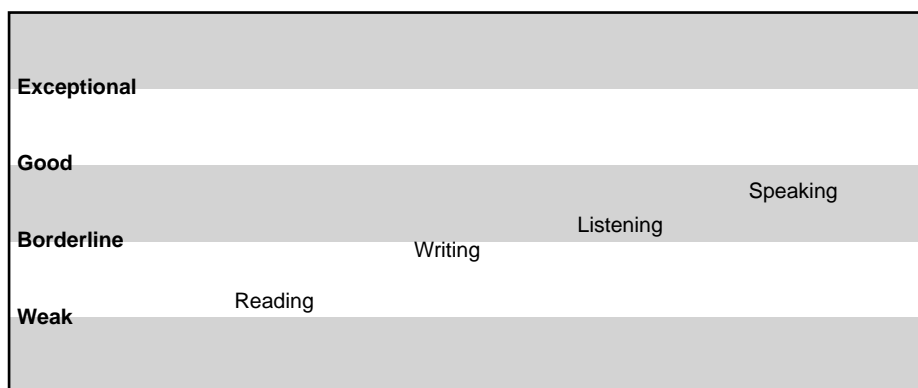 Exceptional
Good
Speaking
Listening
Borderline
Writing
Reading
Weak